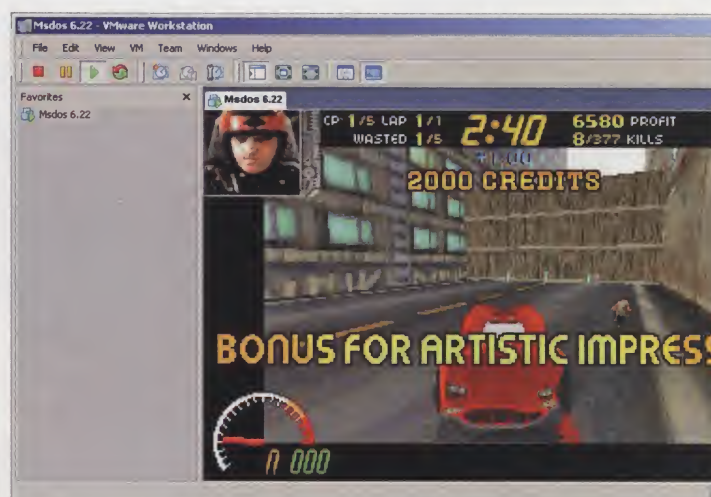 Msdos 6.22 - VMware Workstation
File Edit View VM Team Windows Help
Favorites x
Msdos 6.22
Msdos 6.22
CP: 1/5 LAP 1/1
WASTED 1/5
2:40
6580 PROFIT
8/377 KILLS
2000 CREDITS
BONUS FOR ARTISTIC IMPRESS
n 000